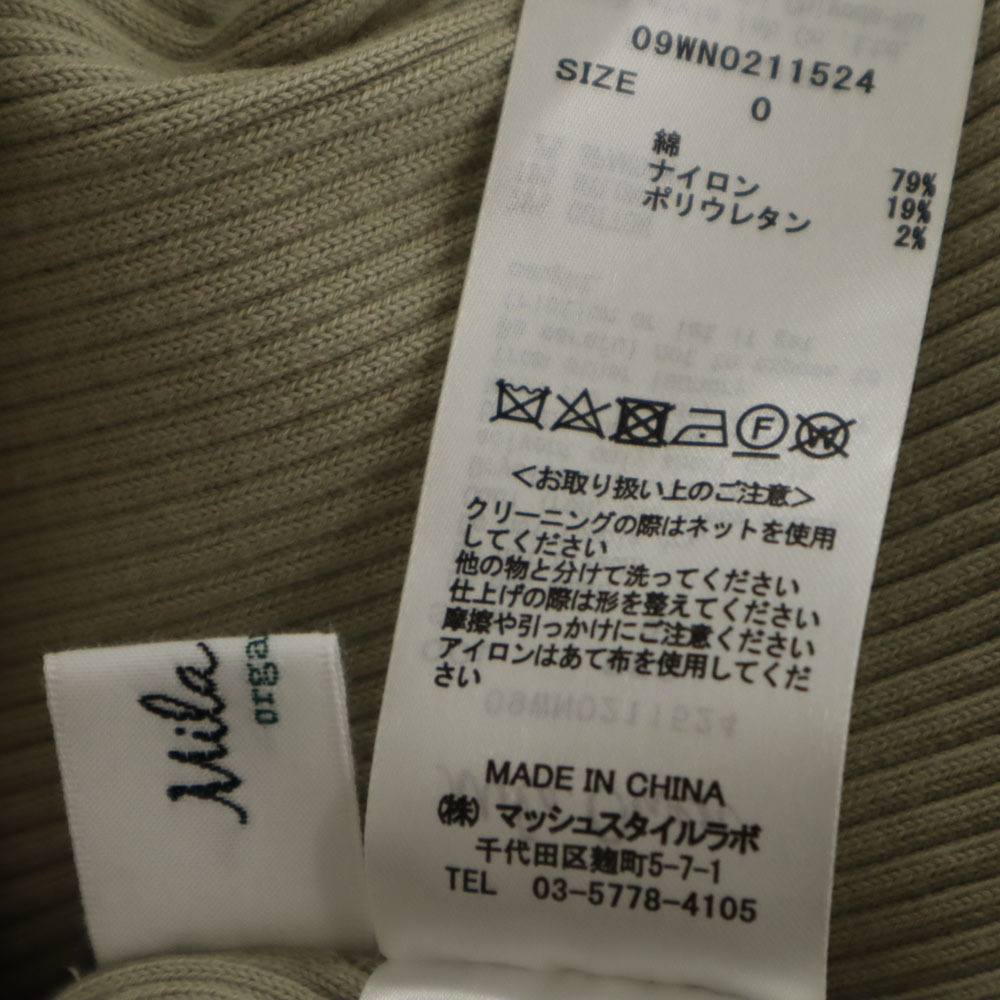 09WN0211524
SIZE 0
綿 79%
ナイロン 19%
ポリウレタン 2%
F
W
<お取り扱い上のご注意>
クリーニングの際はネットを使用
してください
他の物と分けて洗ってください
仕上げの際は形を整えてください
摩擦や引っかけにご注意ください
アイロンはあて布を使用してくだ
さい
MADE IN CHINA
(株) マッシュスタイルラボ
千代田区麹町5-7-1
TEL 03-5778-4105
Mila
orga